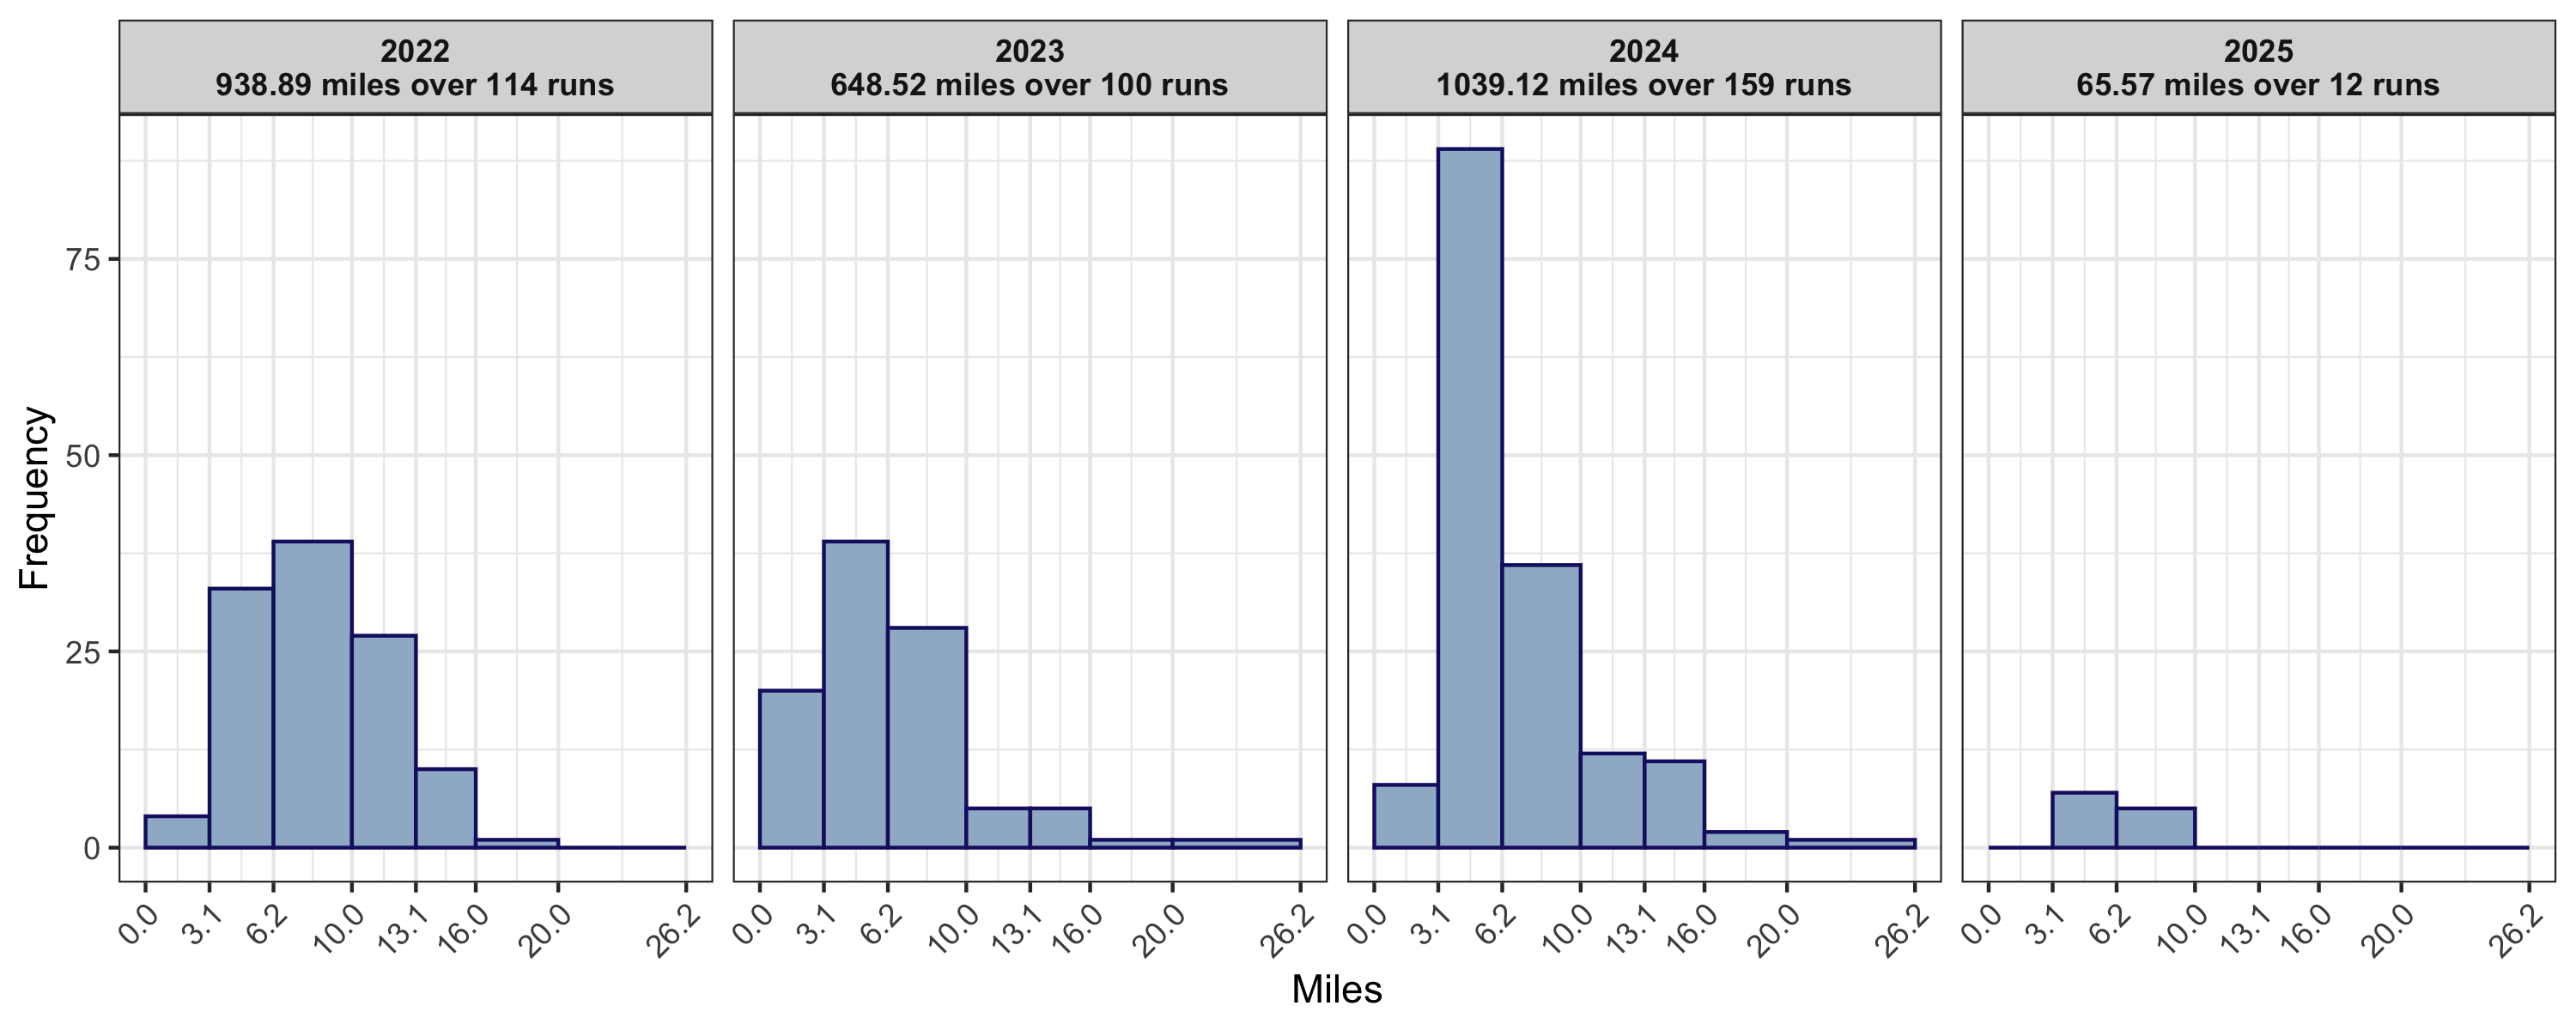 2022
938.89 miles over 114 runs
2023
648.52 miles over 100 runs
2024
1039.12 miles over 159 runs
2025
65.57 miles over 12 runs
Frequency
75
50
25
0
0.0 3.1 6.2 10.0 13.1 16.0 20.0 26.2
0.0 3.1 6.2 10.0 13.1 16.0 20.0 26.2
0.0 3.1 6.2 10.0 13.1 16.0 20.0 26.2
0.0 3.1 6.2 10.0 13.1 16.0 20.0 26.2
Miles